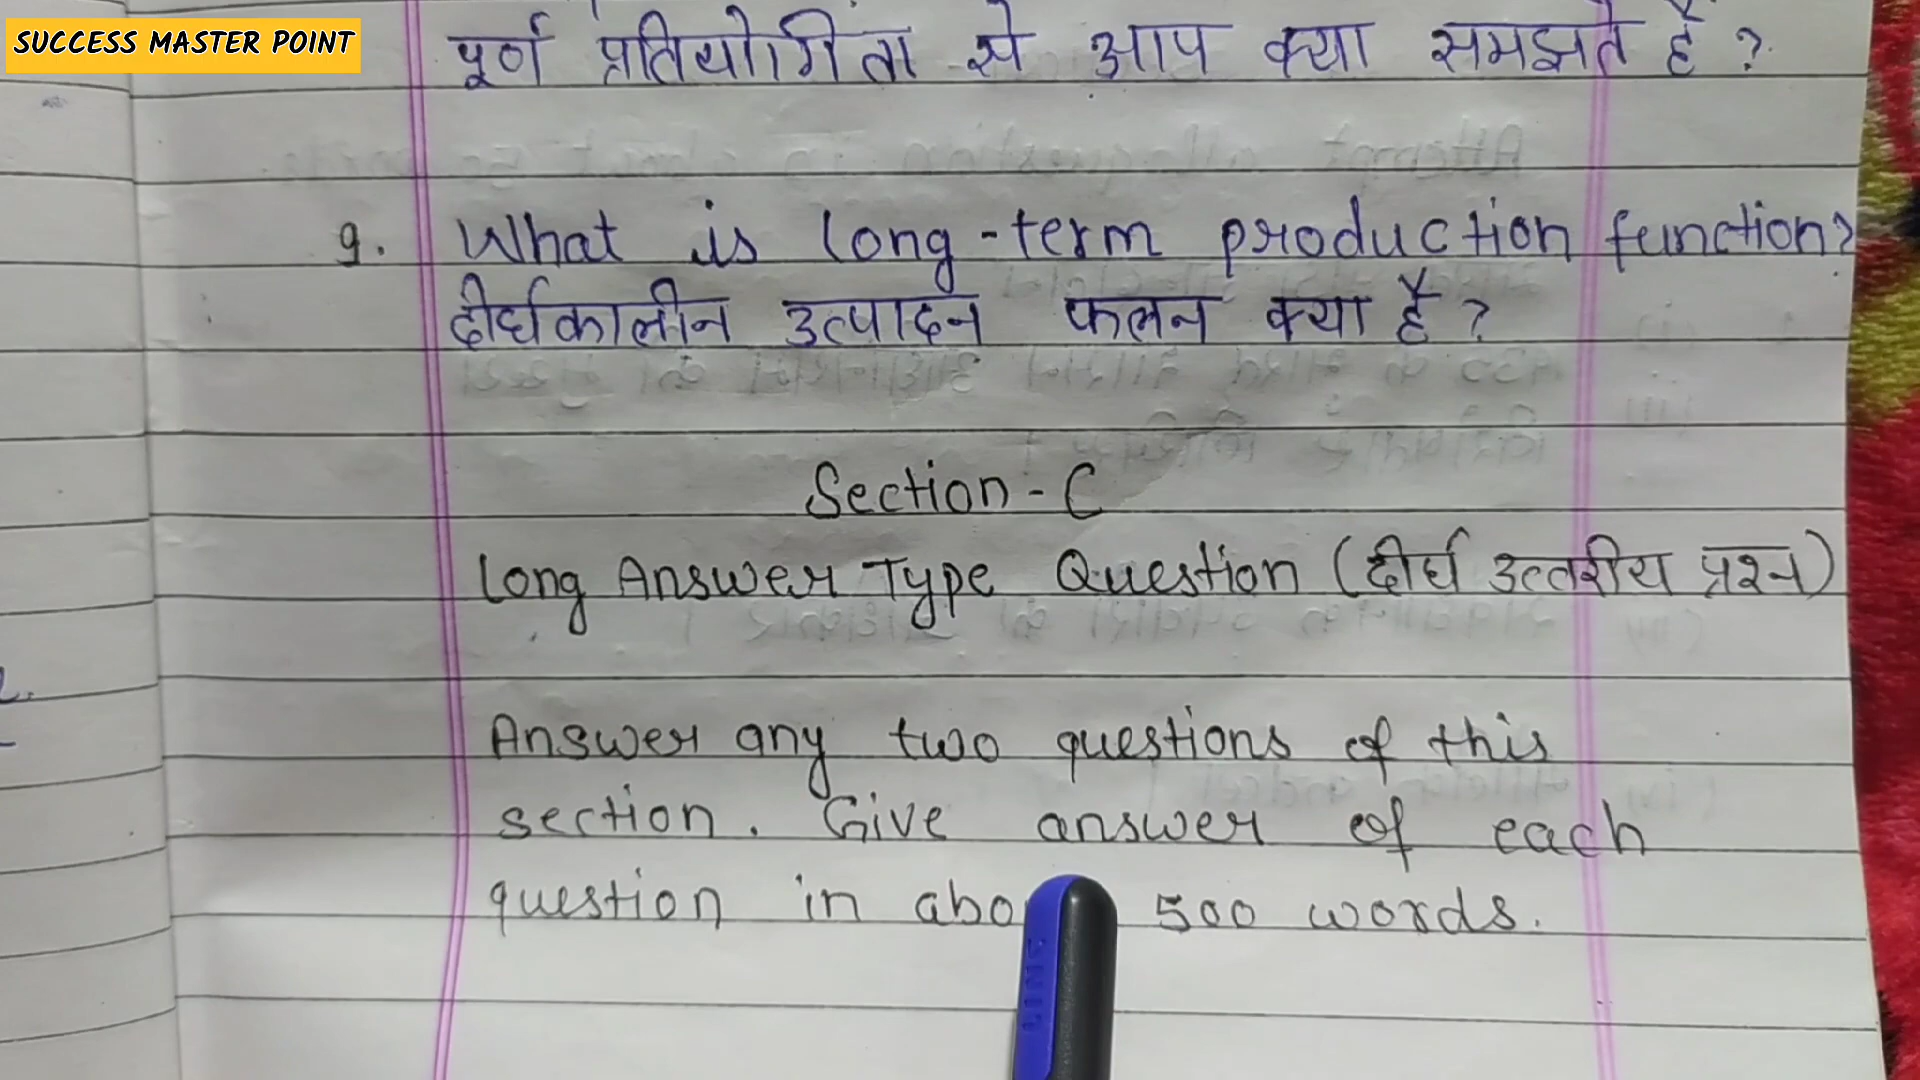 SUCCESS MASTER POINT
पूर्ण प्रतियोगिता से आप क्या समझते हैं ?
9. What is long-term production function?
दीर्घकालीन उत्पादन फलन क्या है ?
Section - C
Long Answer Type Question (दीर्घ उत्तरीय प्रश्न)
Answer any two questions of this
section. Give answer of each
question in abo 500 words.